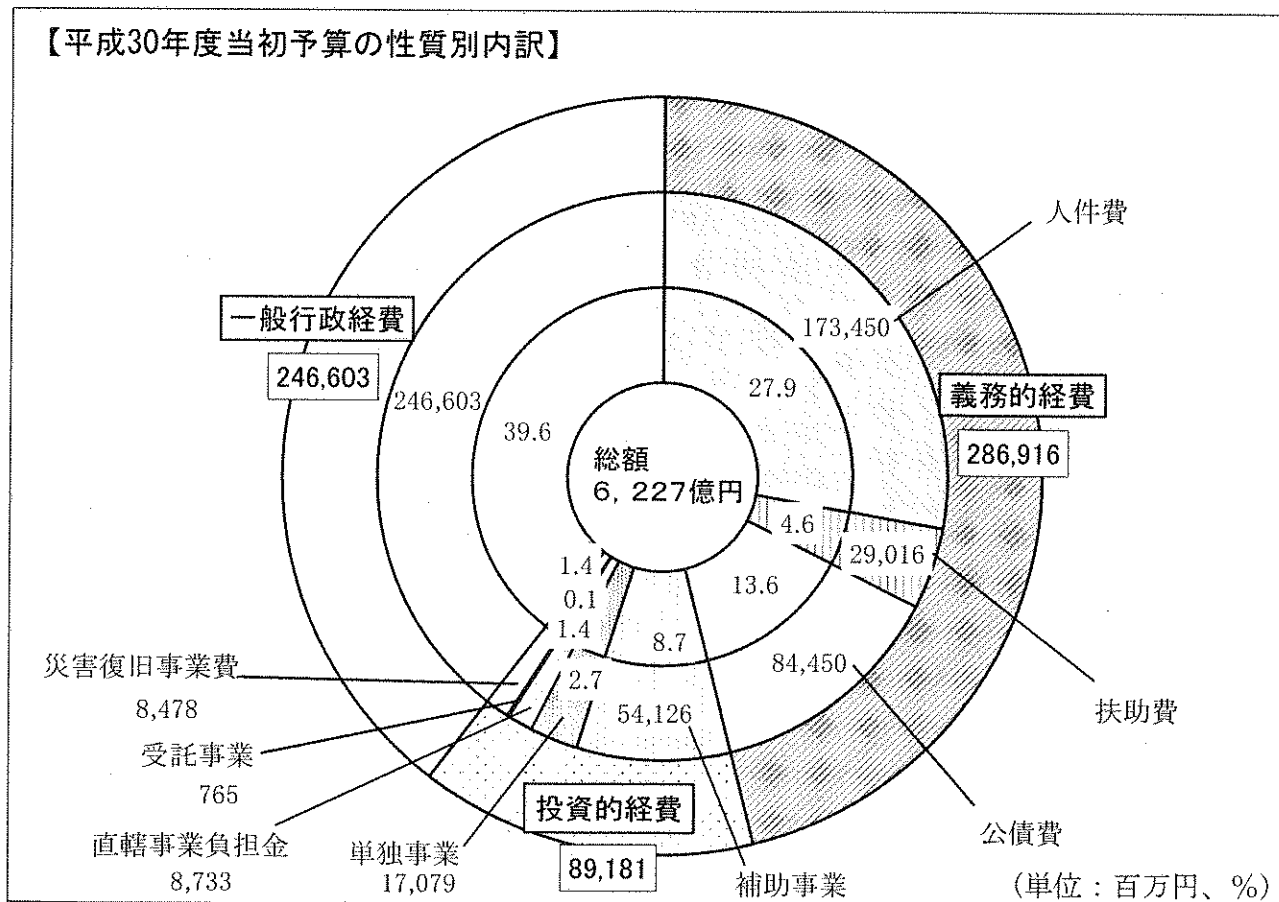 【平成30年度当初予算の性質別内訳】
人件費
173,450
27.9
義務的経費
286,916
一般行政経費
246,603
246,603
39.6
総額
6,227億円
4.6
29,016
扶助費
13.6
84,450
公債費
8.7
54,126
補助事業
2.7
単独事業
17,079
1.4
直轄事業負担金
8,733
0.1
受託事業
765
1.4
災害復旧事業費
8,478
投資的経費
89,181
(単位：百万円、%)